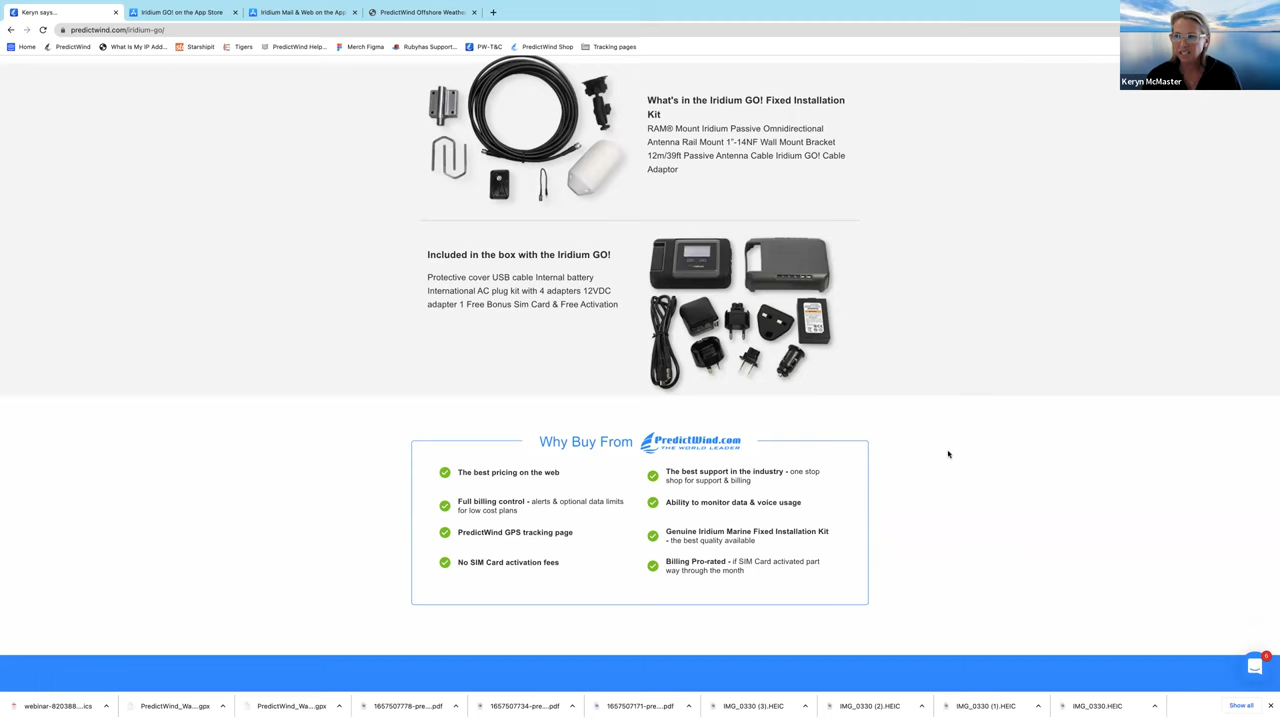 Keryn says...
Iridium GO! on the App Store
Iridium Mail & Web on the App
PredictWind Offshore Weathe
predictwind.com/iridium-go/
Home
PredictWind
What Is My IP Add...
Starshipit
Tigers
PredictWind Help...
Merch Figma
Rubyhas Support...
PW-T&C
PredictWind Shop
Tracking pages
Keryn McMaster
What's in the Iridium GO! Fixed Installation
Kit
RAM® Mount Iridium Passive Omnidirectional
Antenna Rail Mount 1"-14NF Wall Mount Bracket
12m/39ft Passive Antenna Cable Iridium GO! Cable
Adaptor
Included in the box with the Iridium GO!
Protective cover USB cable Internal battery
International AC plug kit with 4 adapters 12VDC
adapter 1 Free Bonus Sim Card & Free Activation
Why Buy From PredictWind.com
THE WORLD LEADER
The best pricing on the web
Full billing control - alerts & optional data limits
for low cost plans
PredictWind GPS tracking page
No SIM Card activation fees
The best support in the industry - one stop
shop for support & billing
Ability to monitor data & voice usage
Genuine Iridium Marine Fixed Installation Kit
- the best quality available
Billing Pro-rated - if SIM Card activated part
way through the month
6
webinar-820388....ics
PredictWind_Wa....gpx
PredictWind_Wa....gpx
1657507778-pre....pdf
1657507734-pre....pdf
1657507171-pre....pdf
IMG_0330 (3).HEIC
IMG_0330 (2).HEIC
IMG_0330 (1).HEIC
IMG_0330.HEIC
Show all